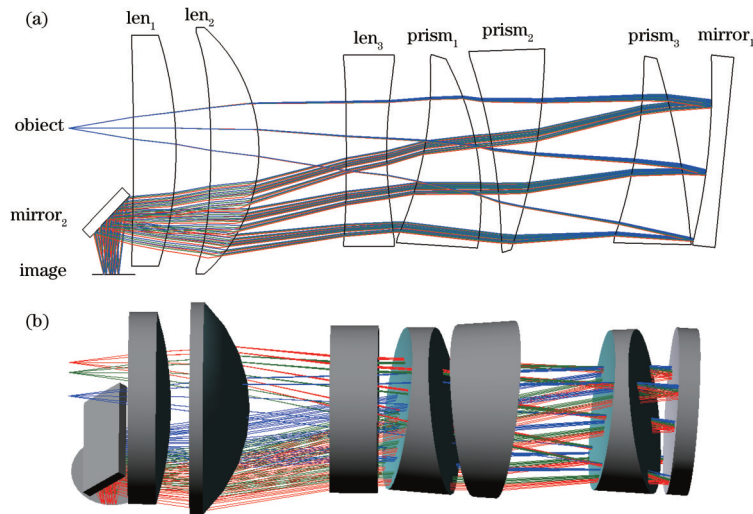 (a)
len₁
len₂
len₃
prism₁
prism₂
prism₃
mirror₁
obiect
mirror₂
image
(b)